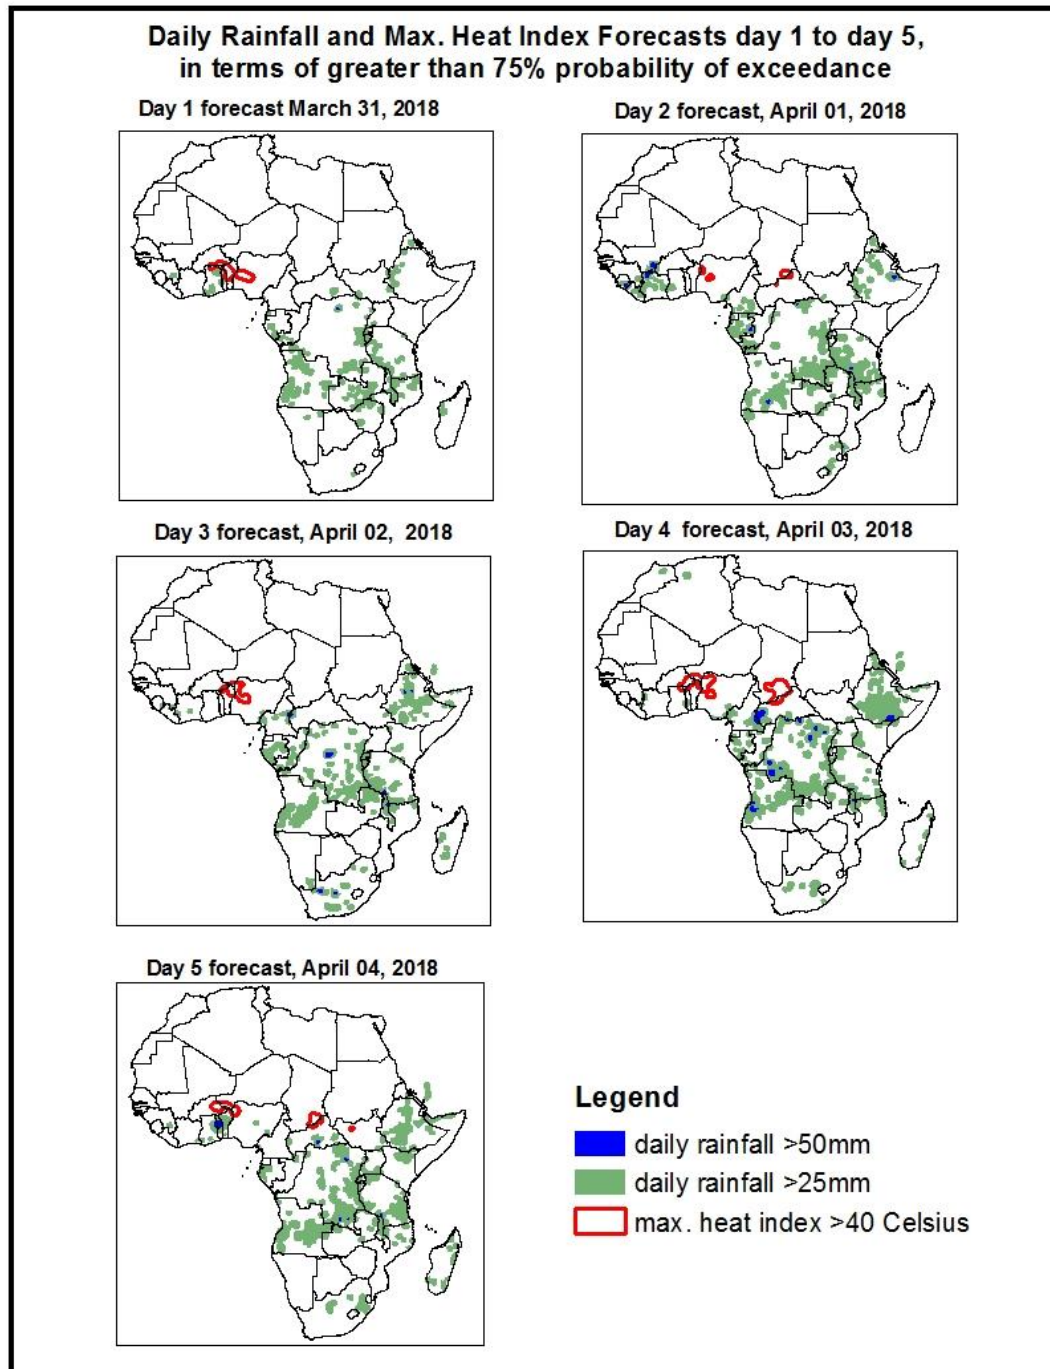 Daily Rainfall and Max. Heat Index Forecasts day 1 to day 5,
in terms of greater than 75% probability of exceedance
Day 1 forecast March 31, 2018
Day 2 forecast, April 01, 2018
Day 3 forecast, April 02, 2018
Day 4 forecast, April 03, 2018
Day 5 forecast, April 04, 2018
Legend
daily rainfall >50mm
daily rainfall >25mm
max. heat index >40 Celsius